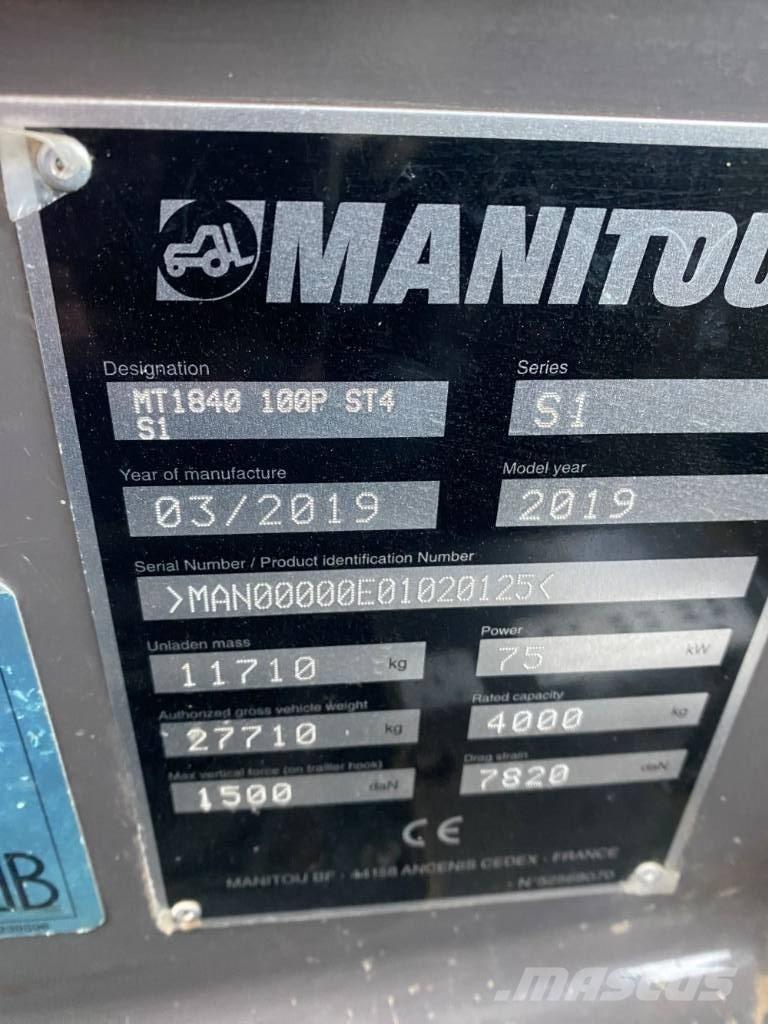 MANITOU
Designation Series
MT1840 100P ST4
S1
S1
Year of manufacture Model year
03/2019 2019
Serial Number / Product identification Number
>MAN00000E01020125<
Unladen mass Power
11710 kg 75 kW
Authorized gross vehicle weight Rated capacity
27710 kg 4000 kg
Max vertical force (on trailler hook) Drag strain
1500 daN 7820 daN
CE
MANITOU BF - 44158 ANCENIS CEDEX - FRANCE
MASCUS